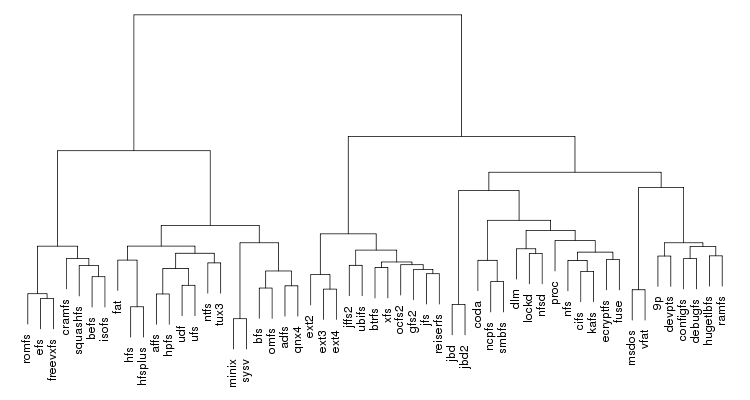 romfs
efs
freevxfs
cramfs
squashfs
befs
isofs
fat
hfs
hfsplus
affs
hpfs
udf
ufs
ntfs
tux3
minix
sysv
bfs
omfs
adfs
qnx4
ext2
ext3
ext4
jffs2
ubifs
btrfs
xfs
ocfs2
gfs2
jfs
reiserfs
jbd
jbd2
coda
ncpfs
smbfs
dlm
lockd
nfsd
proc
nfs
cifs
kafs
ecryptfs
fuse
msdos
vfat
9p
devpts
configfs
debugfs
hugetlbfs
ramfs